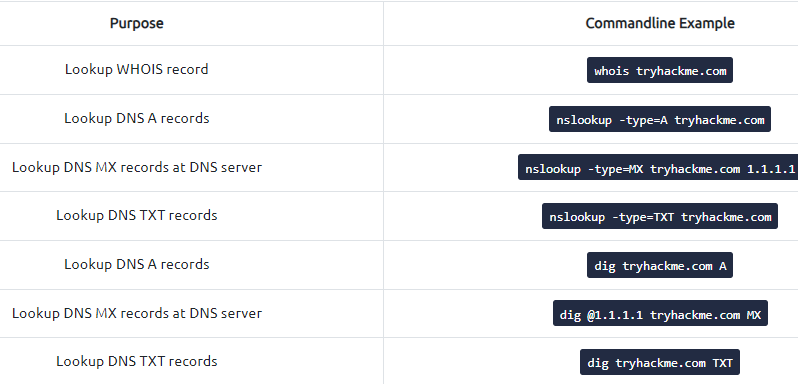 Purpose Commandline Example
Lookup WHOIS record whois tryhackme.com
Lookup DNS A records nslookup -type=A tryhackme.com
Lookup DNS MX records at DNS server nslookup -type=MX tryhackme.com 1.1.1.1
Lookup DNS TXT records nslookup -type=TXT tryhackme.com
Lookup DNS A records dig tryhackme.com A
Lookup DNS MX records at DNS server dig @1.1.1.1 tryhackme.com MX
Lookup DNS TXT records dig tryhackme.com TXT